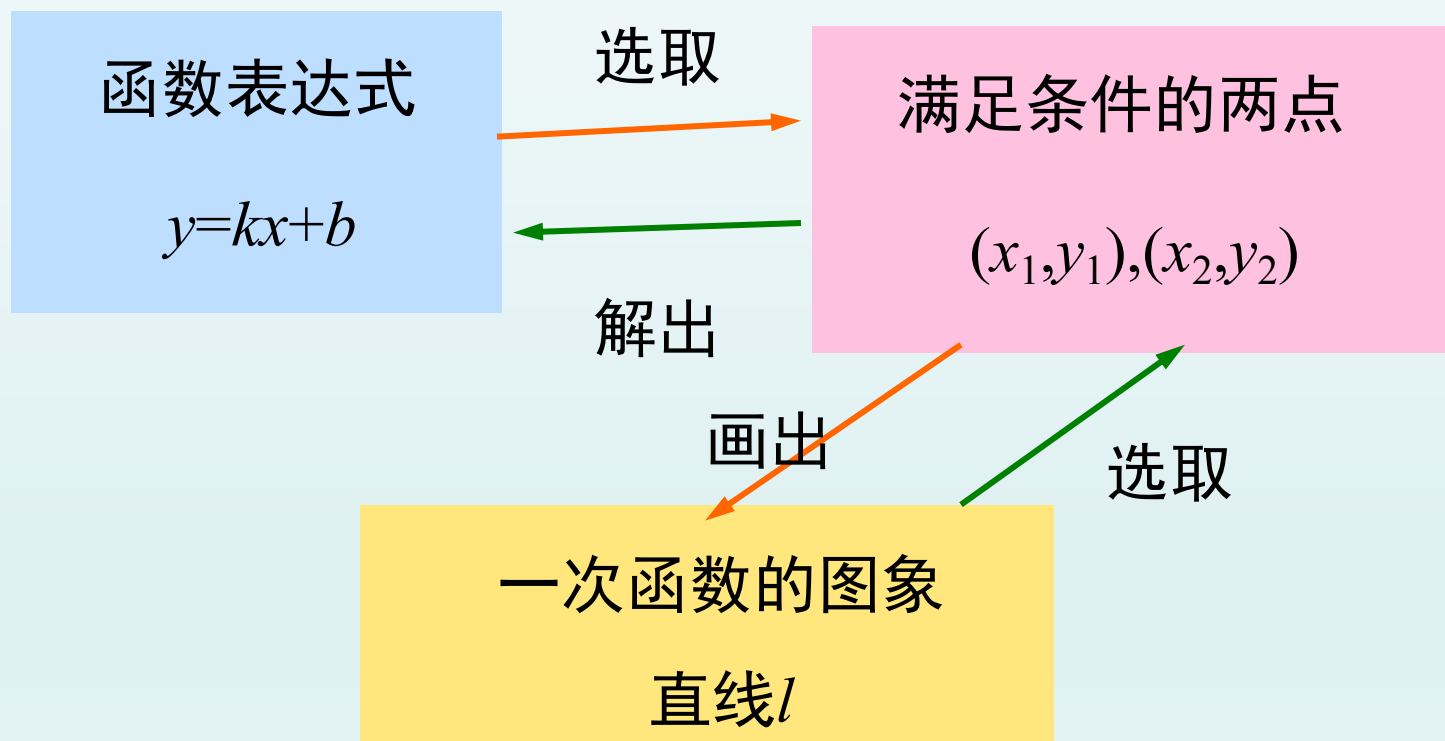 函数表达式
y=kx+b
选取
满足条件的两点
(x₁,y₁),(x₂,y₂)
解出
画出
选取
一次函数的图象
直线l